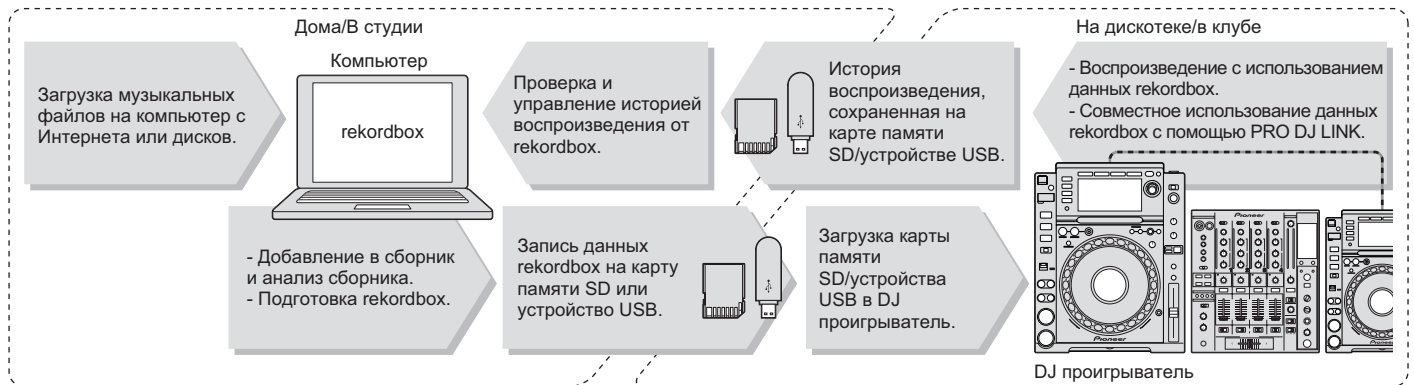 Дома/В студии
На дискотеке/в клубе
Загрузка музыкальных
файлов на компьютер с
Интернета или дисков.
Компьютер
rekordbox
Проверка и
управление историей
воспроизведения от
rekordbox.
История
воспроизведения,
сохраненная на
карте памяти
SD/устройстве USB.
- Воспроизведение с использованием
данных rekordbox.
- Совместное использование данных
rekordbox с помощью PRO DJ LINK.
- Добавление в сборник
и анализ сборника.
- Подготовка rekordbox.
Запись данных
rekordbox на карту
памяти SD или
устройство USB.
Загрузка карты
памяти
SD/устройства
USB в DJ
проигрыватель.
Pioneer
Pioneer
Pioneer
DJ проигрыватель